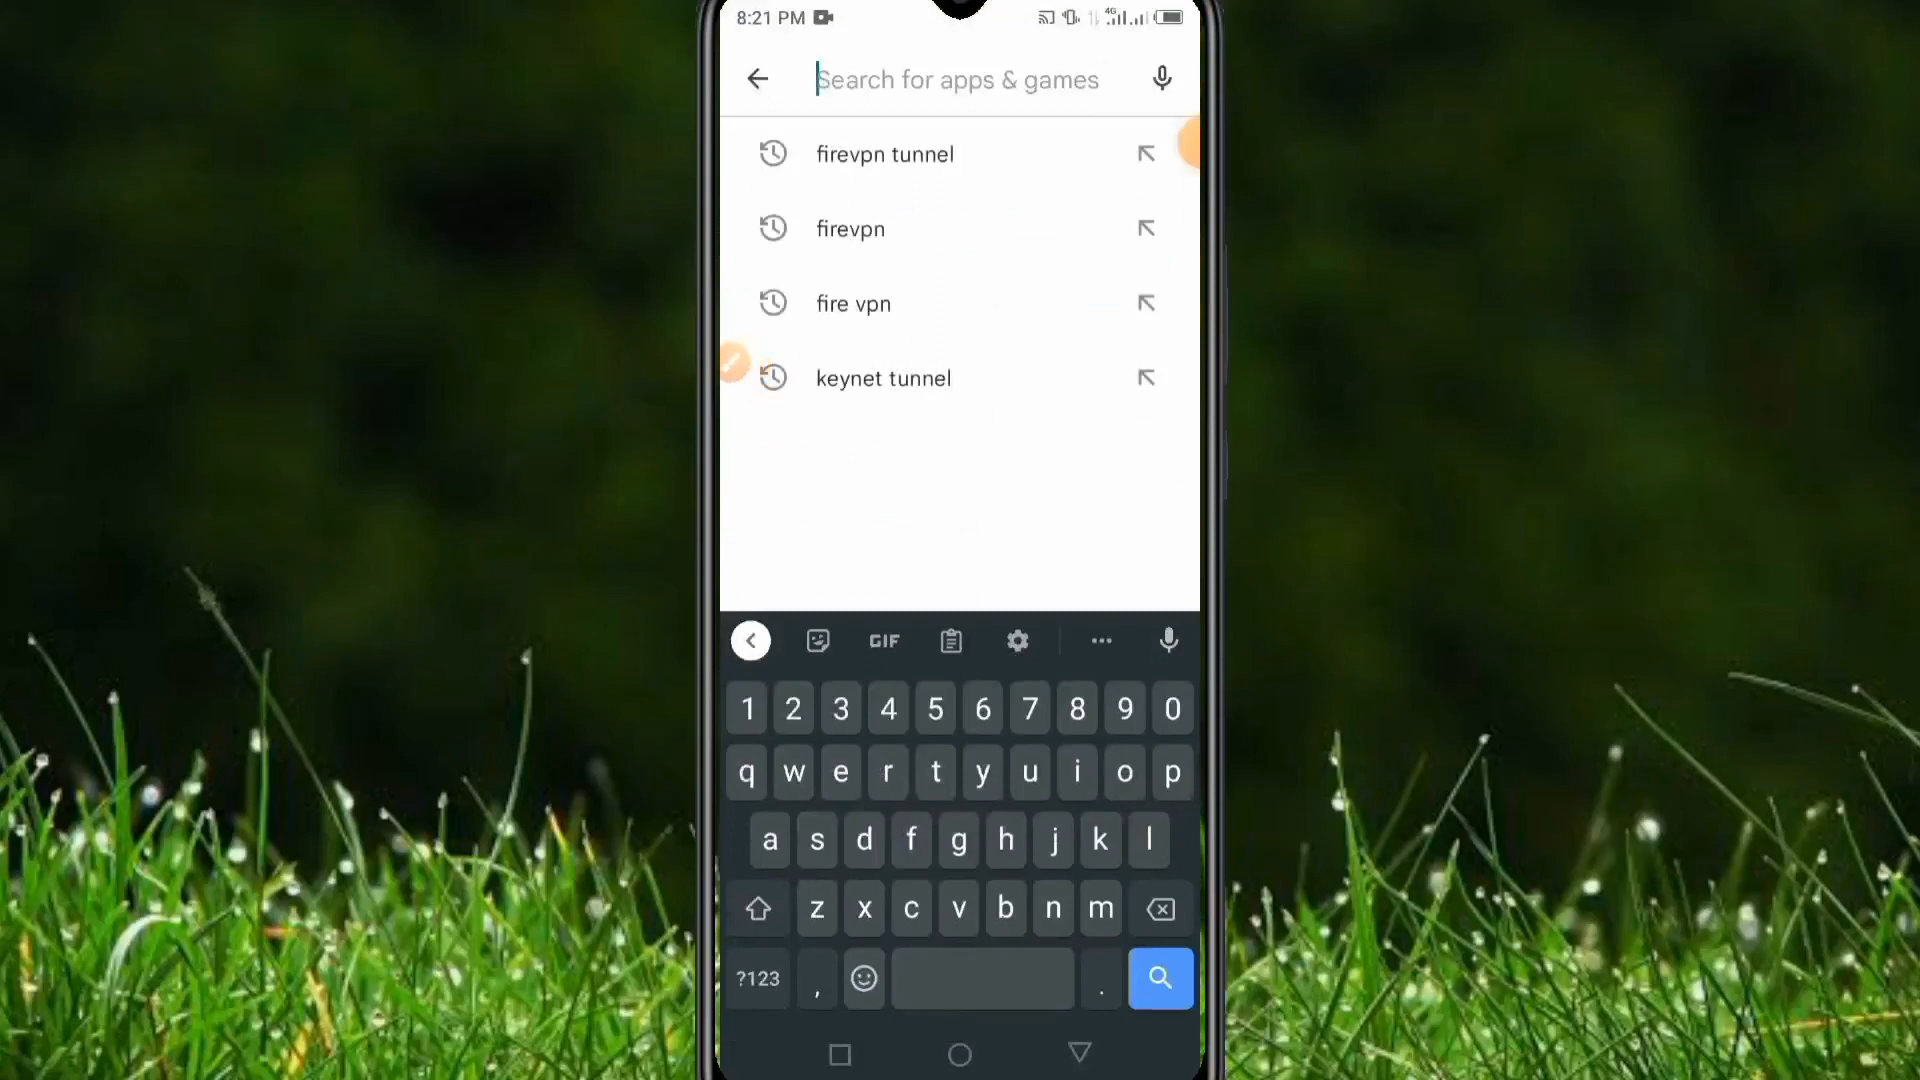 8:21 PM
4G
Search for apps & games
firevpn tunnel
firevpn
fire vpn
keynet tunnel
GIF
1 2 3 4 5 6 7 8 9 0
q w e r t y u i o p
a s d f g h j k l
z x c v b n m
?123 , .